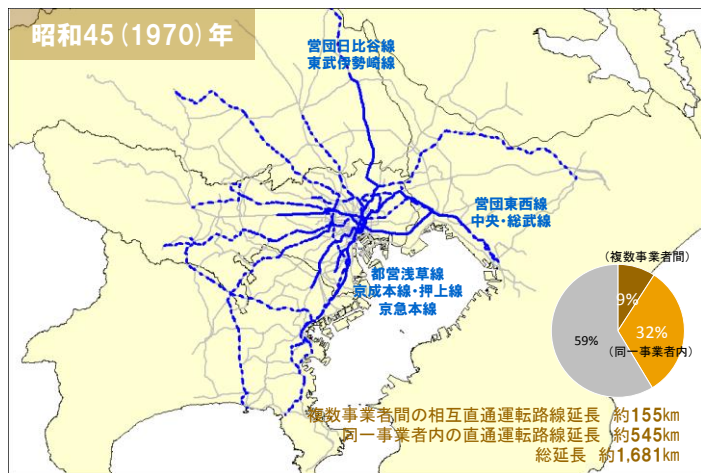 昭和45(1970)年
営団日比谷線
東武伊勢崎線
営団東西線
中央・総武線
都営浅草線
京成本線・押上線
京急本線
(複数事業者間)
9%
32%
59%
(同一事業者内)
複数事業者間の相互直通運転路線延長 約155km
同一事業者内の直通運転路線延長 約545km
総延長 約1,681km